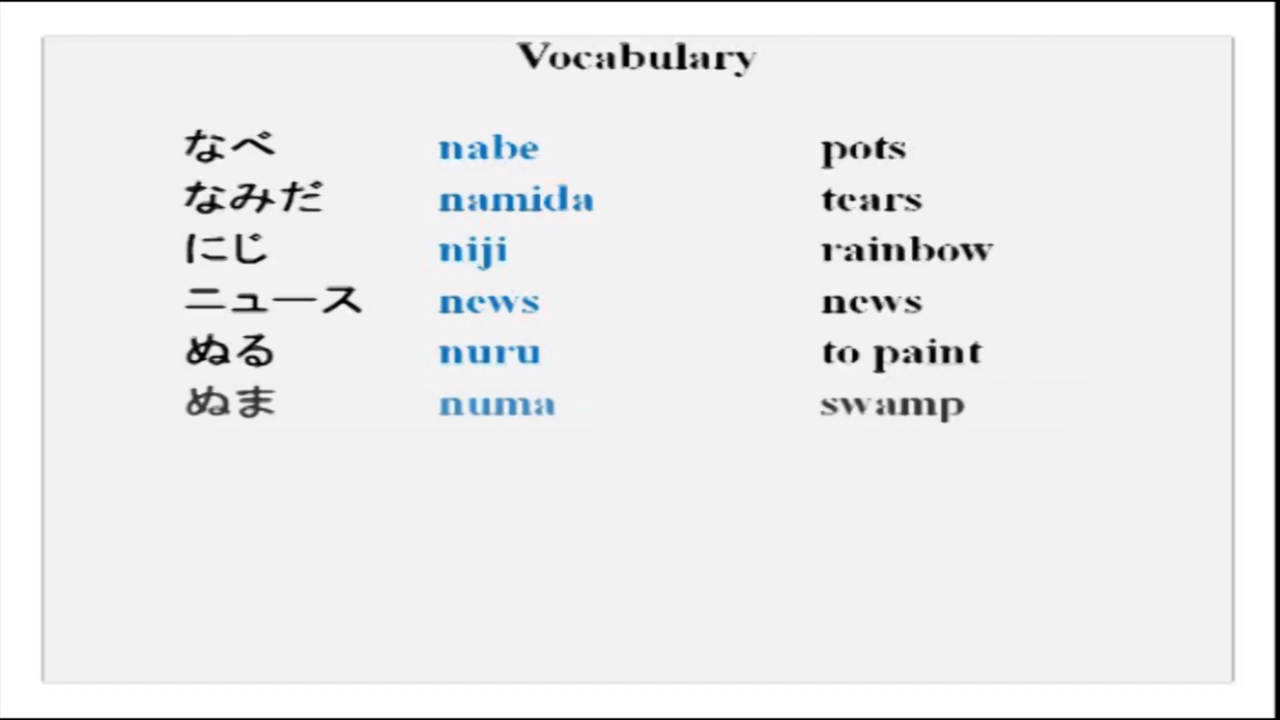 Vocabulary
なべ nabe pots
なみだ namida tears
にじ niji rainbow
ニュース news news
ぬる nuru to paint
ぬま numa swamp